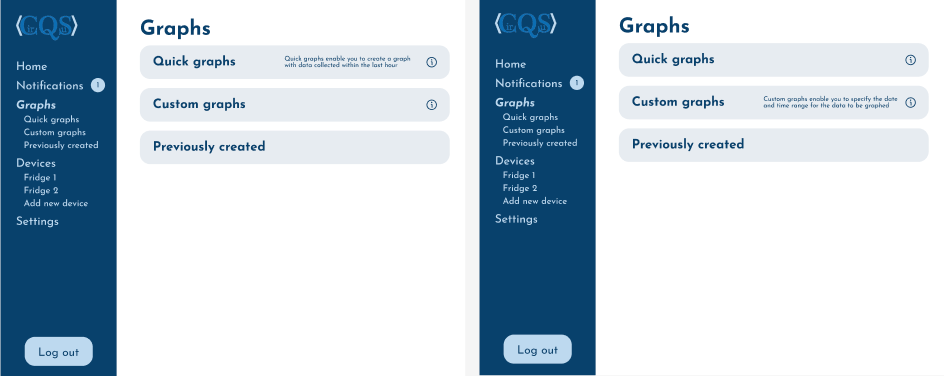 CQS
Home
Notifications 1
Graphs
Quick graphs
Custom graphs
Previously created
Devices
Fridge 1
Fridge 2
Add new device
Settings
Log out
Graphs
Quick graphs
Quick graphs enable you to create a graph
with data collected within the last hour
i
Custom graphs
i
Previously created
CQS
Home
Notifications 1
Graphs
Quick graphs
Custom graphs
Previously created
Devices
Fridge 1
Fridge 2
Add new device
Settings
Log out
Graphs
Quick graphs
i
Custom graphs
Custom graphs enable you to specify the date
and time range for the data to be graphed
i
Previously created